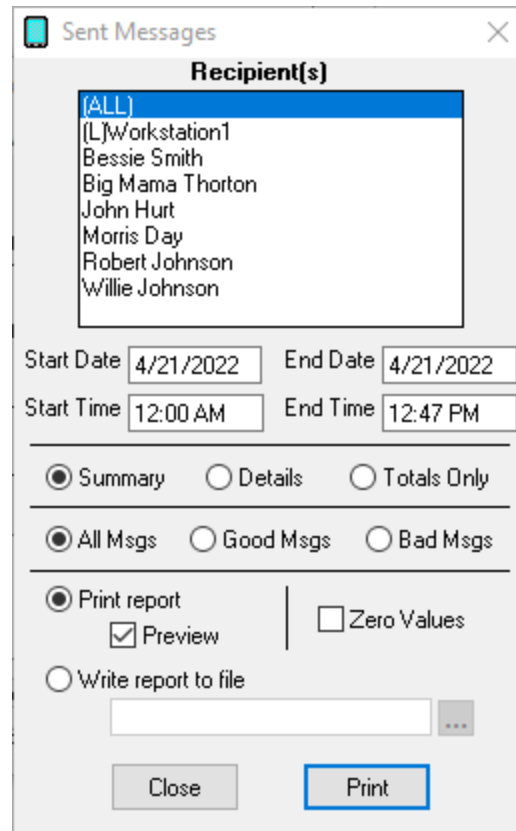 Sent Messages
Recipient(s)
(ALL)
(L)Workstation1
Bessie Smith
Big Mama Thorton
John Hurt
Morris Day
Robert Johnson
Willie Johnson
Start Date 4/21/2022 End Date 4/21/2022
Start Time 12:00 AM End Time 12:47 PM
Summary Details Totals Only
All Msgs Good Msgs Bad Msgs
Print report
Preview Zero Values
Write report to file
...
Close Print